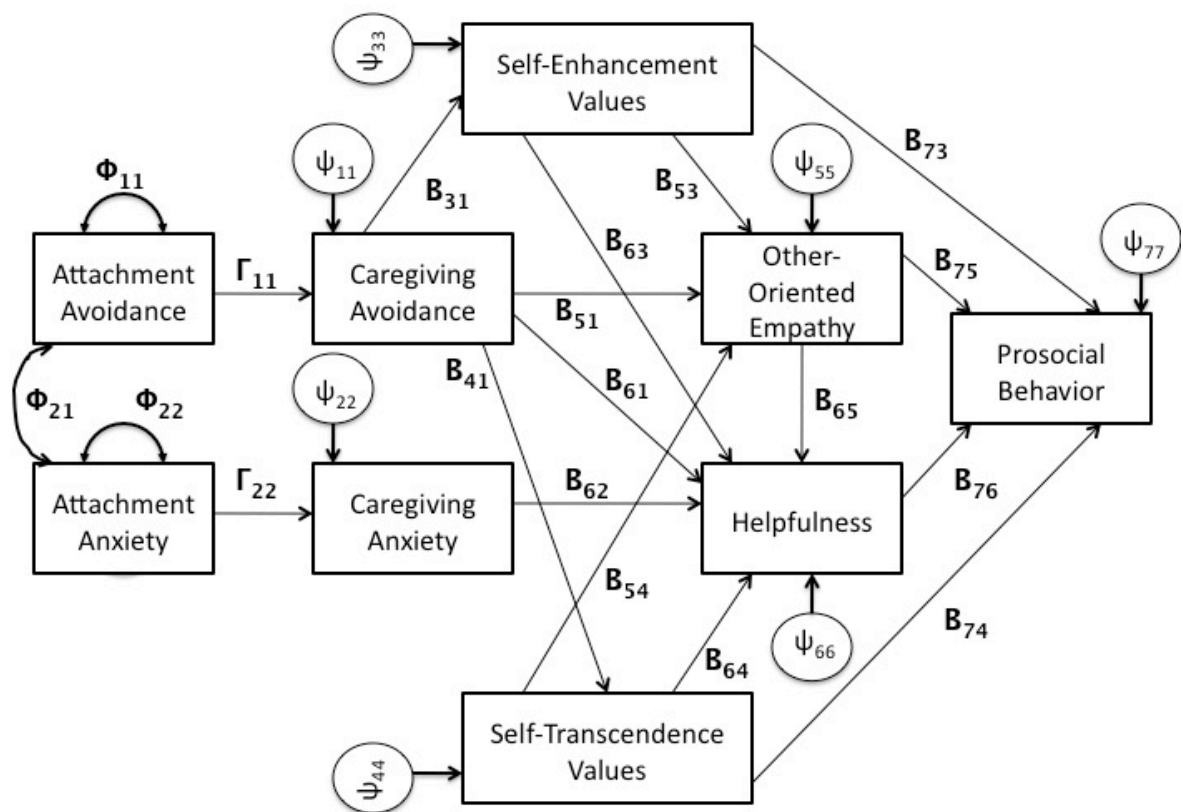 ψ33
Self-Enhancement
Values
ψ11
ψ55
B73
Φ11
B31
B53
B63
ψ77
Attachment
Avoidance
Γ11
Caregiving
Avoidance
B51
Other-
Oriented
Empathy
B75
Prosocial
Behavior
Φ21
Φ22
ψ22
B41
B61
B65
Attachment
Anxiety
Γ22
Caregiving
Anxiety
B62
Helpfulness
B76
B54
B64
ψ66
B74
ψ44
Self-Transcendence
Values